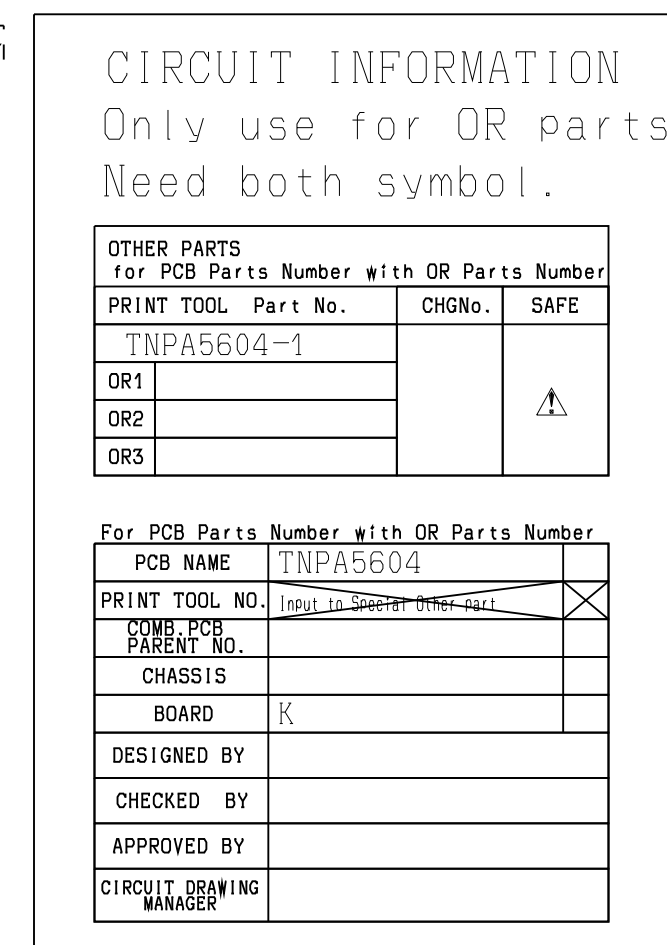 CIRCUIT INFORMATION
Only use for OR parts
Need both symbol.
OTHER PARTS
for PCB Parts Number with OR Part's Number
PRINT TOOL Part No. CHGNo. SAFE
TNPA5604-1
OR1
OR2
OR3
For PCB Parts Number with OR Parts Number
PCB NAME TNPA5604
PRINT TOOL NO. Input to Special Other part
COMB.PCB
PARENT NO.
CHASSIS
BOARD K
DESIGNED BY
CHECKED BY
APPROVED BY
CIRCUIT DRAWING
MANAGER